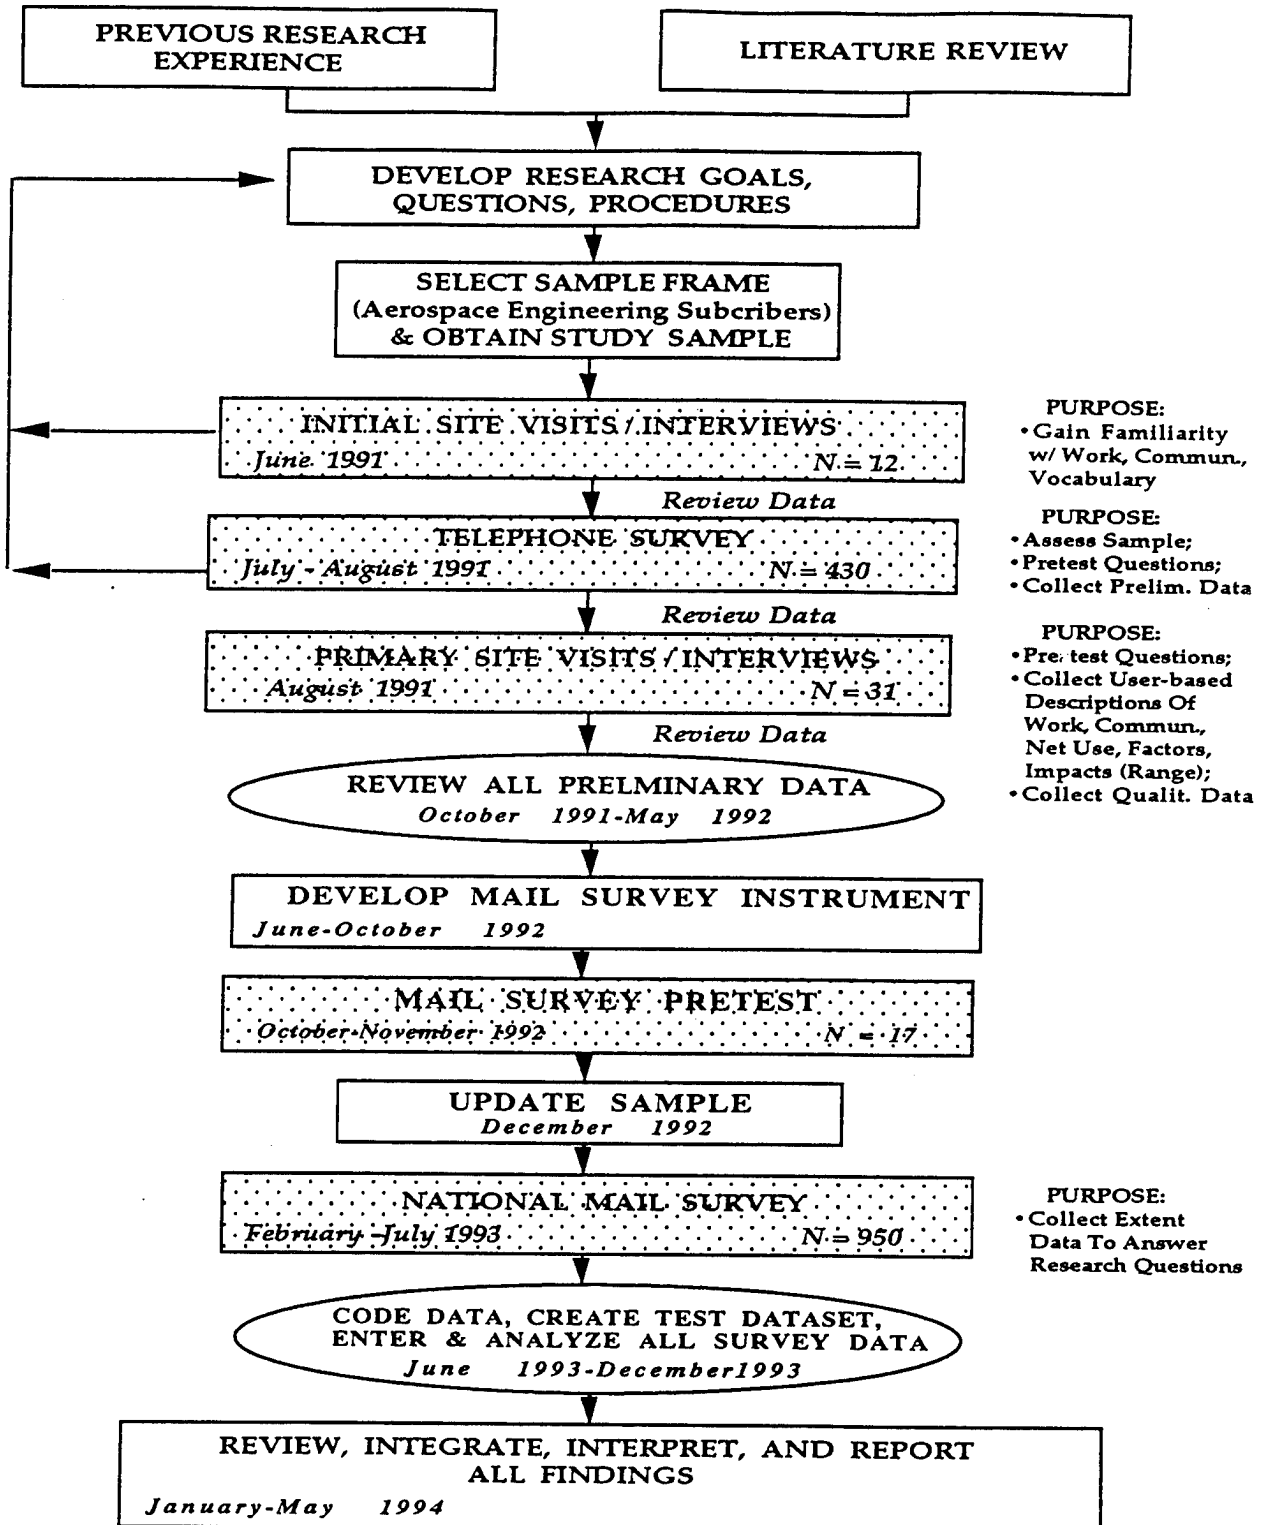 PREVIOUS RESEARCH
EXPERIENCE
LITERATURE REVIEW
DEVELOP RESEARCH GOALS,
QUESTIONS, PROCEDURES
SELECT SAMPLE FRAME
(Aerospace Engineering Subcribers)
& OBTAIN STUDY SAMPLE
INITIAL SITE VISITS / INTERVIEWS
June 1991 N = 12
PURPOSE:
• Gain Familiarity
w/ Work, Commun.,
Vocabulary
Review Data
TELEPHONE SURVEY
July - August 1991 N = 430
PURPOSE:
• Assess Sample;
• Pretest Questions;
• Collect Prelim. Data
Review Data
PRIMARY SITE VISITS / INTERVIEWS
August 1991 N = 31
PURPOSE:
• Pre; test Questions;
• Collect User-based
Descriptions Of
Work, Commun.,
Net Use, Factors,
Impacts (Range);
• Collect Qualit. Data
Review Data
REVIEW ALL PRELMINARY DATA
October 1991-May 1992
DEVELOP MAIL SURVEY INSTRUMENT
June-October 1992
MAIL SURVEY PRETEST
October-November 1992 N = 17
UPDATE SAMPLE
December 1992
NATIONAL MAIL SURVEY
February -July 1993 N = 950
PURPOSE:
• Collect Extent
Data To Answer
Research Questions
CODE DATA, CREATE TEST DATASET,
ENTER & ANALYZE ALL SURVEY DATA
June 1993-December1993
REVIEW, INTEGRATE, INTERPRET, AND REPORT
ALL FINDINGS
January-May 1994